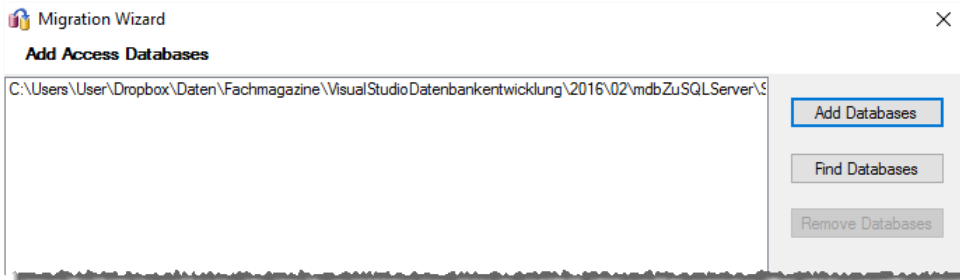 Migration Wizard
Add Access Databases
C:\Users\User\Dropbox\Daten\Fachmagazine\VisualStudioDatenbankentwicklung\2016\02\mdbZuSQLServer\S
Add Databases
Find Databases
Remove Databases